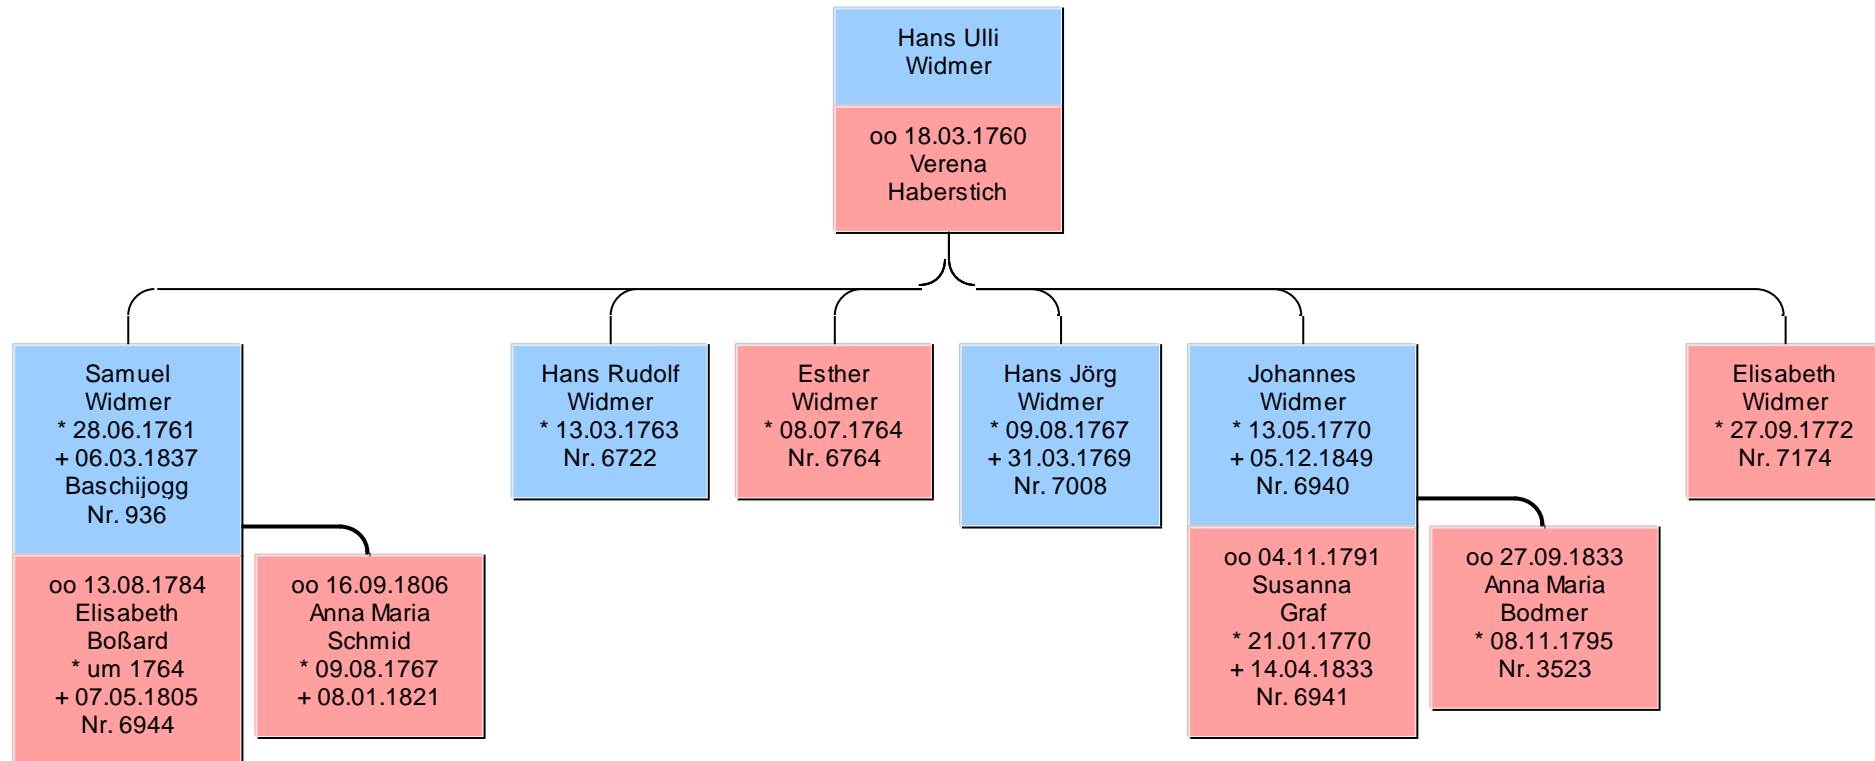 Hans Ulli
Widmer
oo 18.03.1760
Verena
Haberstich
Samuel
Widmer
* 28.06.1761
+ 06.03.1837
Baschijogg
Nr. 936
oo 13.08.1784
Elisabeth
Boßard
* um 1764
+ 07.05.1805
Nr. 6944
oo 16.09.1806
Anna Maria
Schmid
* 09.08.1767
+ 08.01.1821
Hans Rudolf
Widmer
* 13.03.1763
Nr. 6722
Esther
Widmer
* 08.07.1764
Nr. 6764
Hans Jörg
Widmer
* 09.08.1767
+ 31.03.1769
Nr. 7008
Johannes
Widmer
* 13.05.1770
+ 05.12.1849
Nr. 6940
oo 04.11.1791
Susanna
Graf
* 21.01.1770
+ 14.04.1833
Nr. 6941
oo 27.09.1833
Anna Maria
Bodmer
* 08.11.1795
Nr. 3523
Elisabeth
Widmer
* 27.09.1772
Nr. 7174